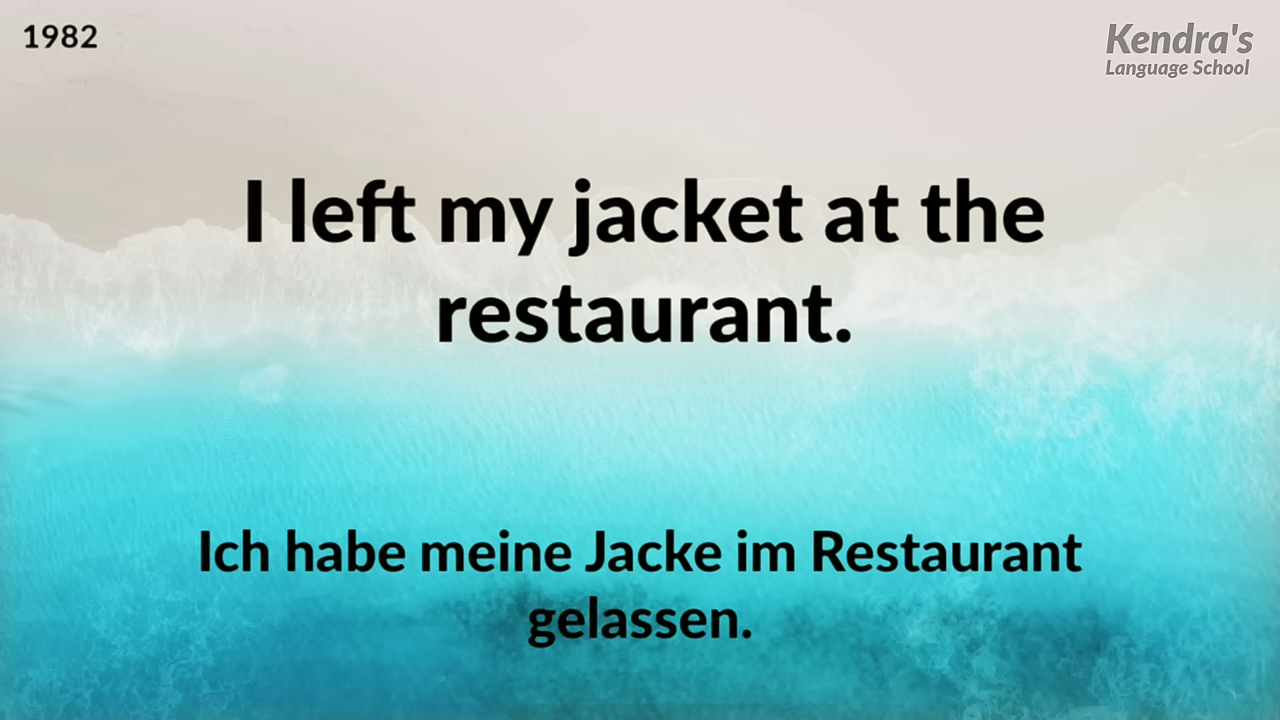 1982
Kendra's
Language School
I left my jacket at the
restaurant.
Ich habe meine Jacke im Restaurant
gelassen.